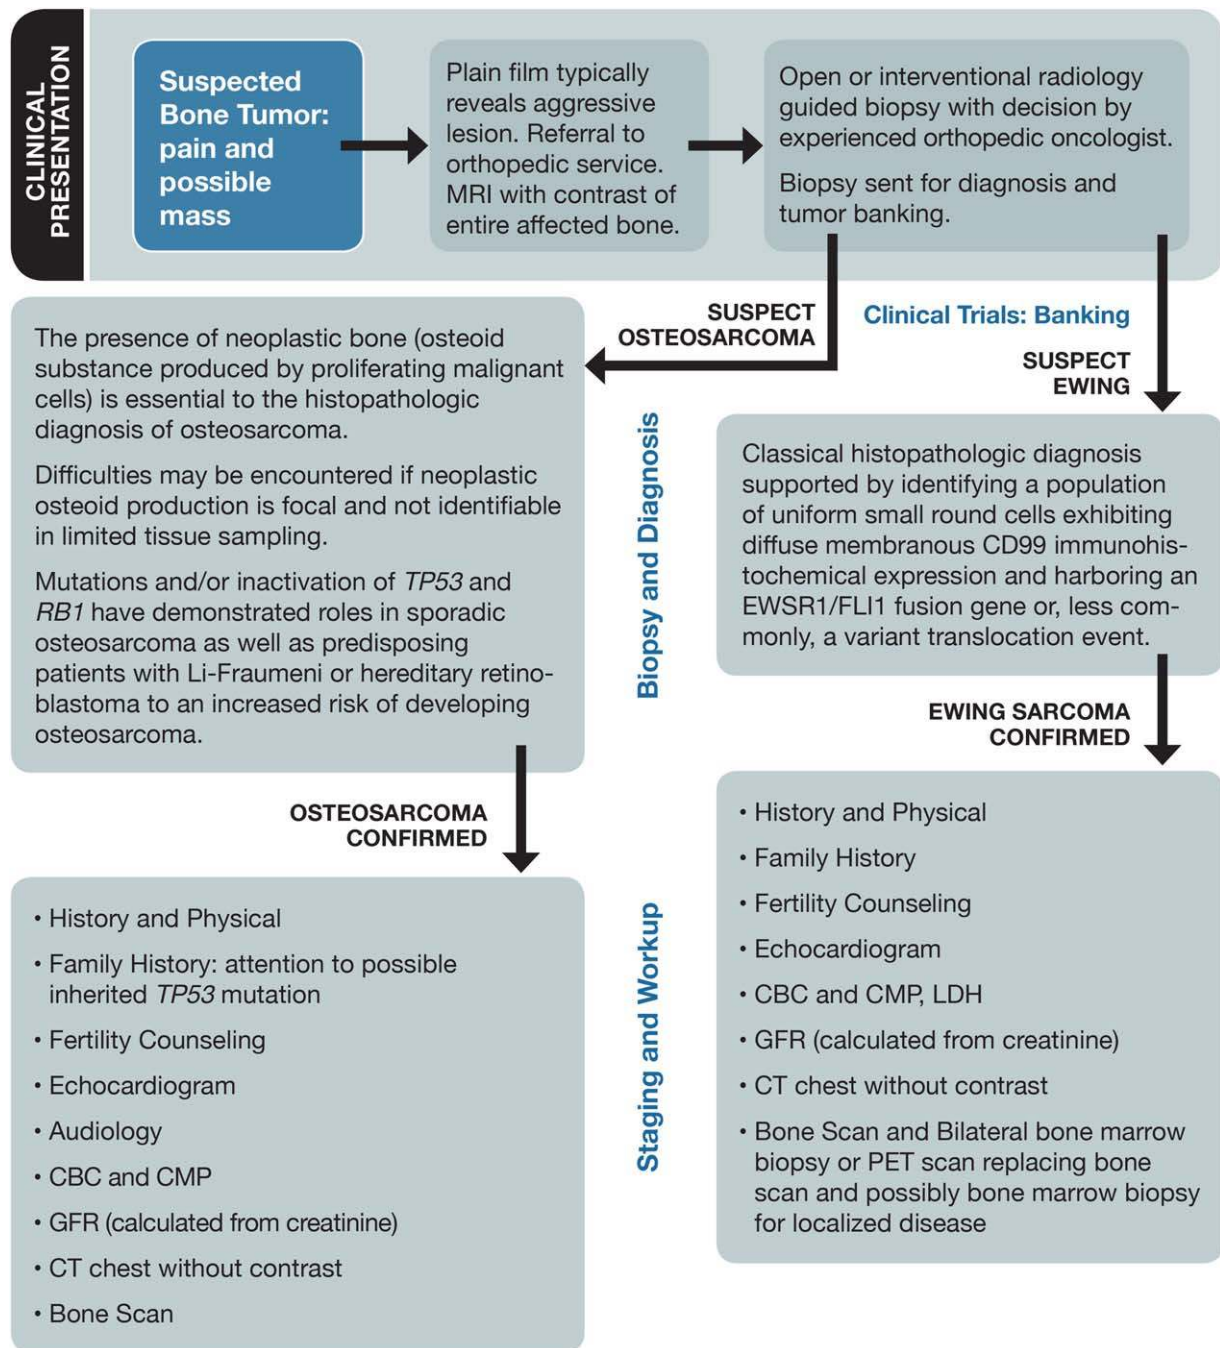 CLINICAL
PRESENTATION
Suspected
Bone Tumor:
pain and
possible
mass
Plain film typically
reveals aggressive
lesion. Referral to
orthopedic service.
MRI with contrast of
entire affected bone.
Open or interventional radiology
guided biopsy with decision by
experienced orthopedic oncologist.
Biopsy sent for diagnosis and
tumor banking.
SUSPECT
OSTEOSARCOMA
Clinical Trials: Banking
SUSPECT
EWING
The presence of neoplastic bone (osteoid
substance produced by proliferating malignant
cells) is essential to the histopathologic
diagnosis of osteosarcoma.
Difficulties may be encountered if neoplastic
osteoid production is focal and not identifiable
in limited tissue sampling.
Mutations and/or inactivation of TP53 and
RB1 have demonstrated roles in sporadic
osteosarcoma as well as predisposing
patients with Li-Fraumeni or hereditary retino-
blastoma to an increased risk of developing
osteosarcoma.
Biopsy and Diagnosis
Classical histopathologic diagnosis
supported by identifying a population
of uniform small round cells exhibiting
diffuse membranous CD99 immunohis-
tochemical expression and harboring an
EWSR1/FLI1 fusion gene or, less com-
monly, a variant translocation event.
OSTEOSARCOMA
CONFIRMED
EWING SARCOMA
CONFIRMED
• History and Physical
• Family History: attention to possible
inherited TP53 mutation
• Fertility Counseling
• Echocardiogram
• Audiology
• CBC and CMP
• GFR (calculated from creatinine)
• CT chest without contrast
• Bone Scan
Staging and Workup
• History and Physical
• Family History
• Fertility Counseling
• Echocardiogram
• CBC and CMP, LDH
• GFR (calculated from creatinine)
• CT chest without contrast
• Bone Scan and Bilateral bone marrow
biopsy or PET scan replacing bone
scan and possibly bone marrow biopsy
for localized disease